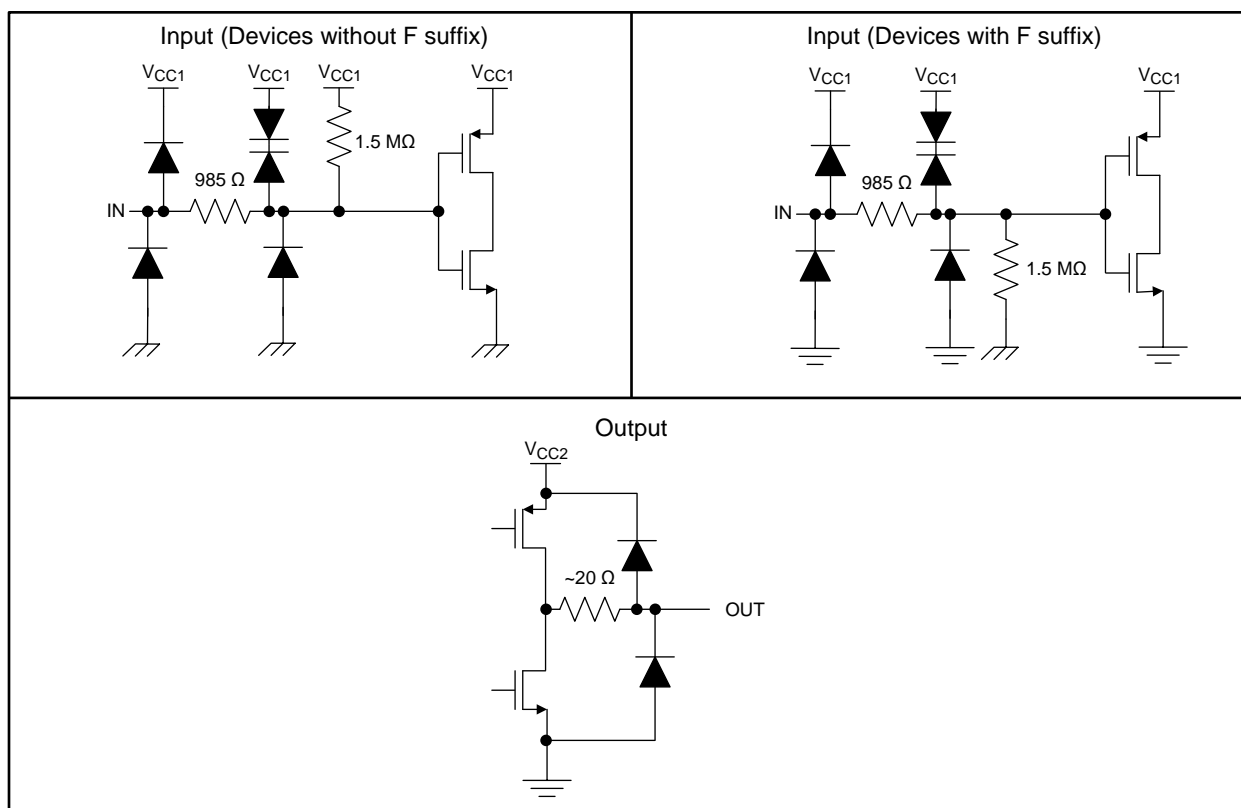 Input (Devices without F suffix)
VCC1
VCC1
VCC1
VCC1
1.5 MΩ
985 Ω
IN
Input (Devices with F suffix)
VCC1
VCC1
VCC1
985 Ω
IN
1.5 MΩ
Output
VCC2
~20 Ω
OUT